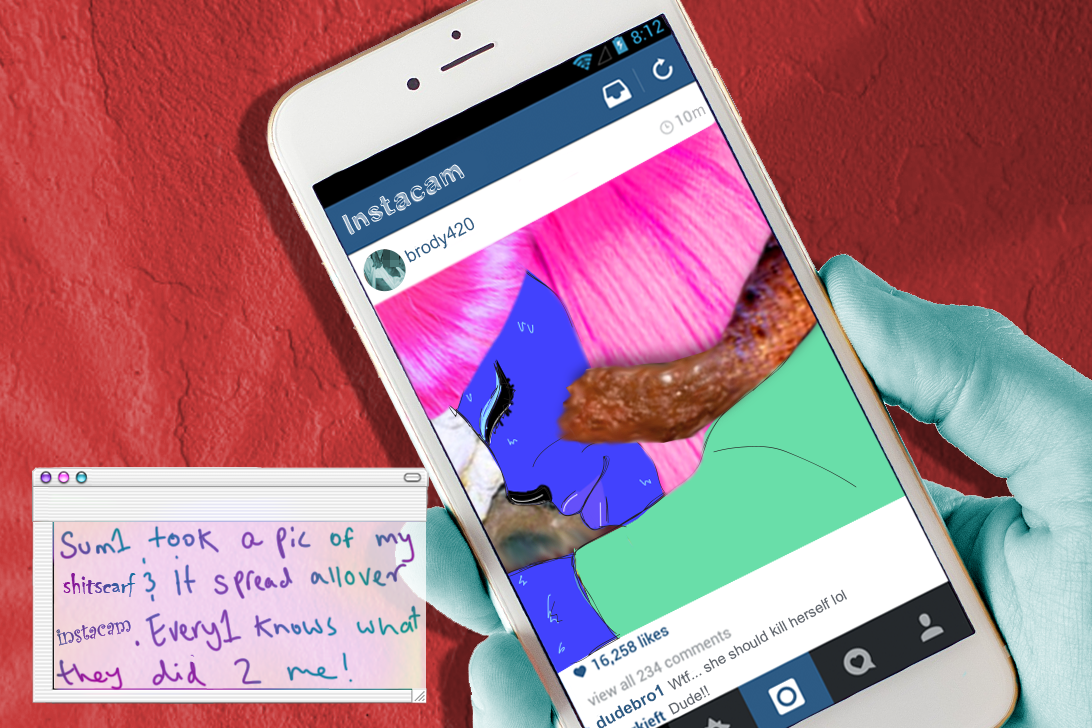 8:12
Instacam
10m
brody420
16,258 likes
view all 234 comments
dudebro1 Wtf... she should kill herself lol
kieft Dude!!
Sum1 took a pic of my
shitscarf & it spread allover
instacam. Every1 knows what
they did 2 me!